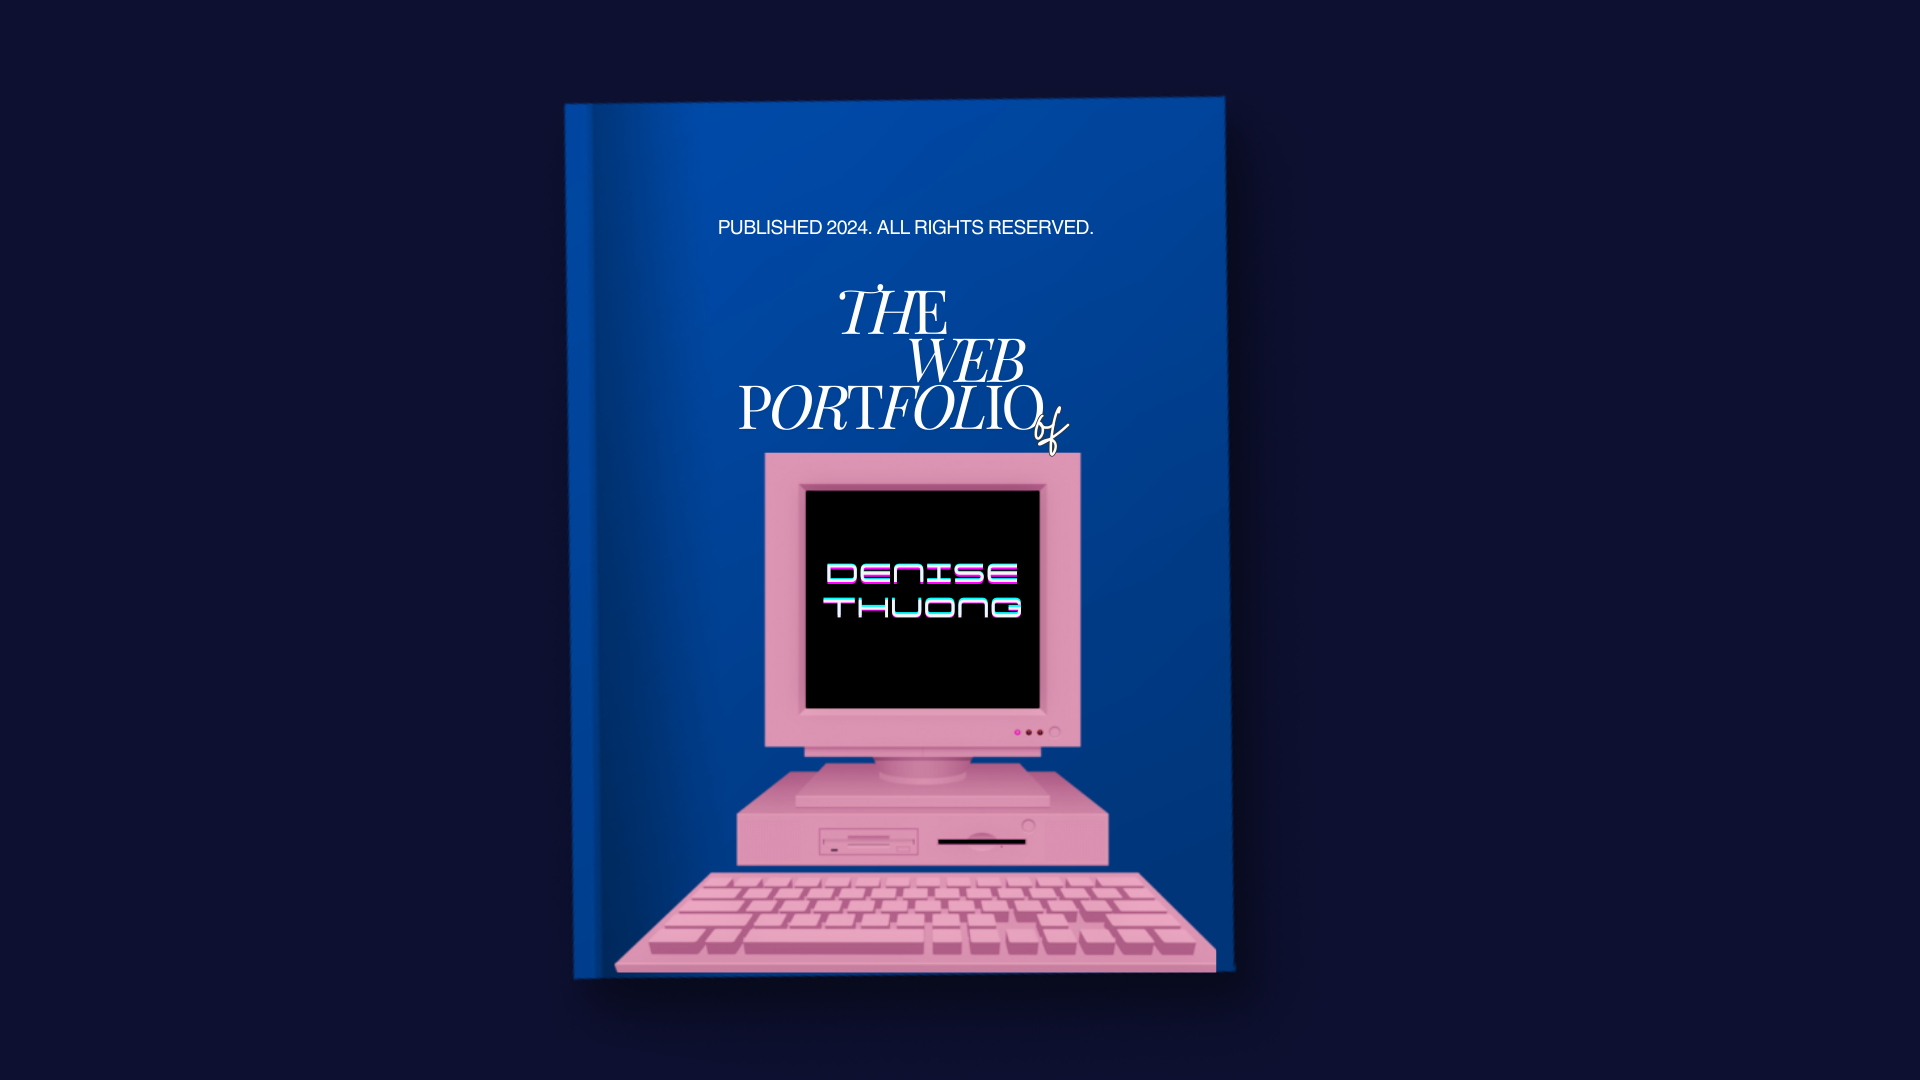 PUBLISHED 2024. ALL RIGHTS RESERVED.
THE
WEB
PORTFOLIO
of
DENISE
THUONG